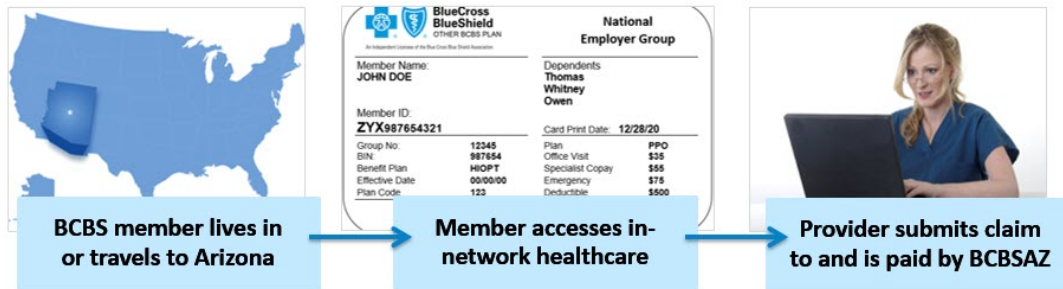 BlueCross
BlueShield
OTHER BCBS PLAN
An Independent Licensee of the Blue Cross Blue Shield Association
National
Employer Group
Member Name:
JOHN DOE
Member ID:
ZYX987654321
Dependents
Thomas
Whitney
Owen
Card Print Date: 12/28/20
Group No: 12345
BIN: 987654
Benefit Plan HIOPT
Effective Date 00/00/00
Plan Code 123
Plan PPO
Office Visit $35
Specialist Copay $55
Emergency $75
Deductible $500
BCBS member lives in
or travels to Arizona
Member accesses in-
network healthcare
Provider submits claim
to and is paid by BCBSAZ